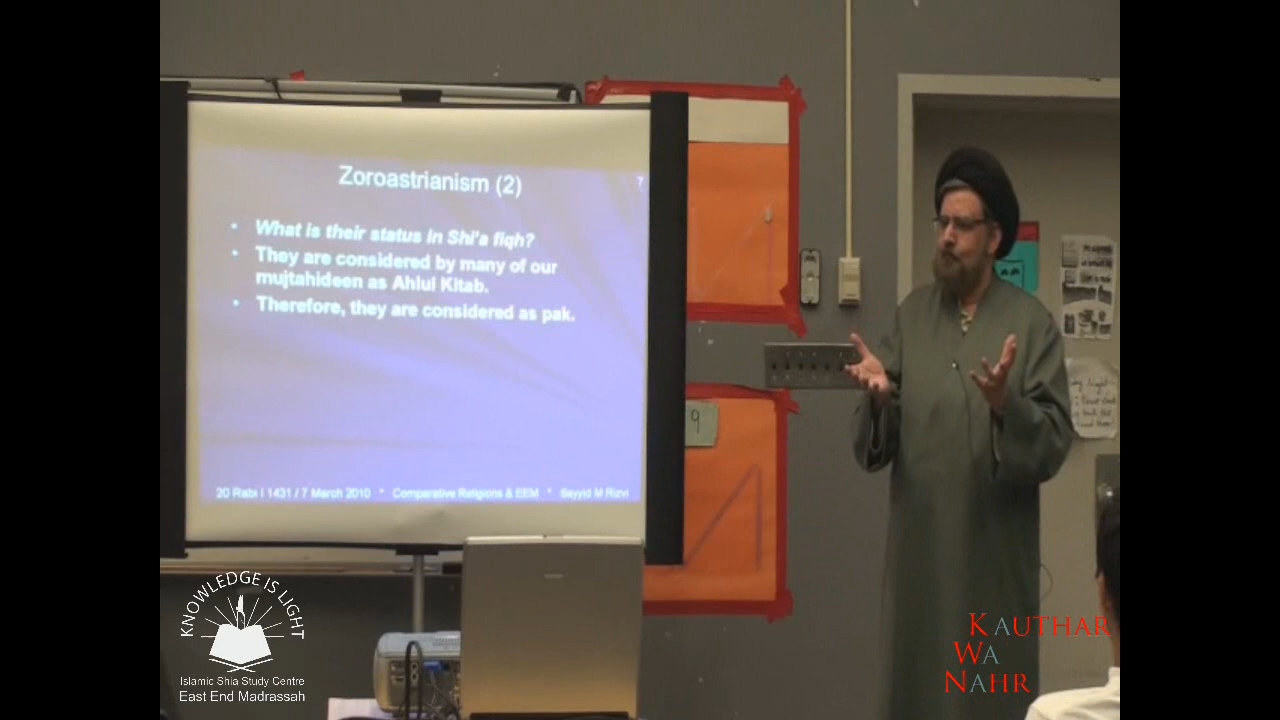 Zoroastrianism (2)
7
• What is their status in Shi'a fiqh?
• They are considered by many of our
mujtahideen as Ahlul Kitab.
• Therefore, they are considered as pak.
20 Rabi I 1431 / 7 March 2010 * Comparative Religions & EEM * Sayyid M Rizvi
9
KNOWLEDGE IS LIGHT
Islamic Shia Study Centre
East End Madrassah
KAUTHAR
WA
NAHR